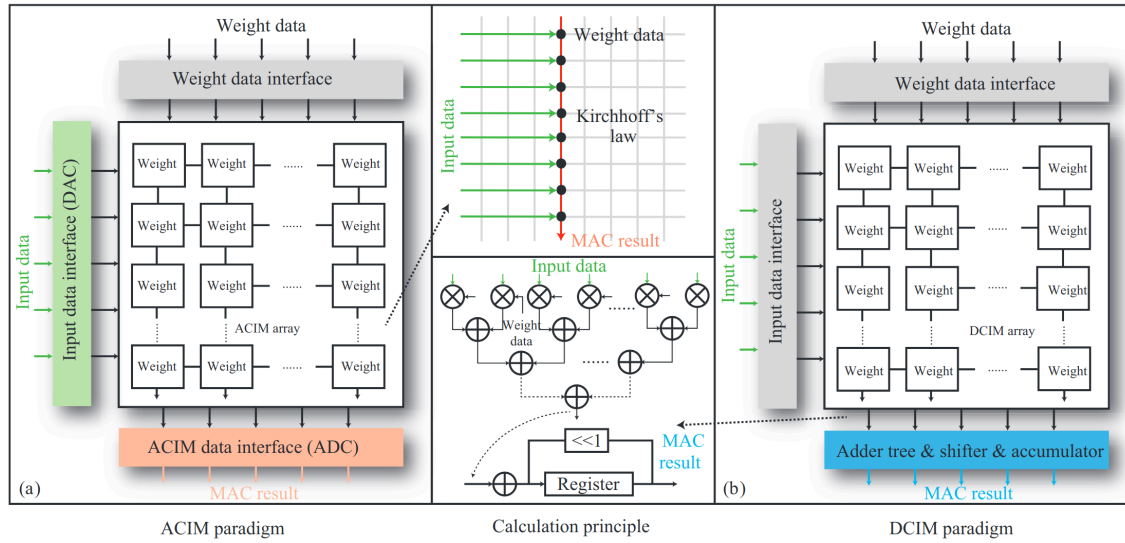 Weight data
Weight data interface
Input data
Input data interface (DAC)
Weight Weight ...... Weight
Weight Weight ...... Weight
Weight Weight ...... Weight
...... ...... ......
ACIM array
Weight Weight ...... Weight
ACIM data interface (ADC)
MAC result
(a)
ACIM paradigm
Input data
Weight data
Kirchhoff's
law
MAC result
Input data
Weight
data
......
......
<<1
Register
MAC
result
Calculation principle
Weight data
Weight data interface
Input data
Input data interface
Weight Weight ...... Weight
Weight Weight ...... Weight
Weight Weight ...... Weight
...... ...... ......
DCIM array
Weight Weight ...... Weight
Adder tree & shifter & accumulator
MAC result
(b)
DCIM paradigm